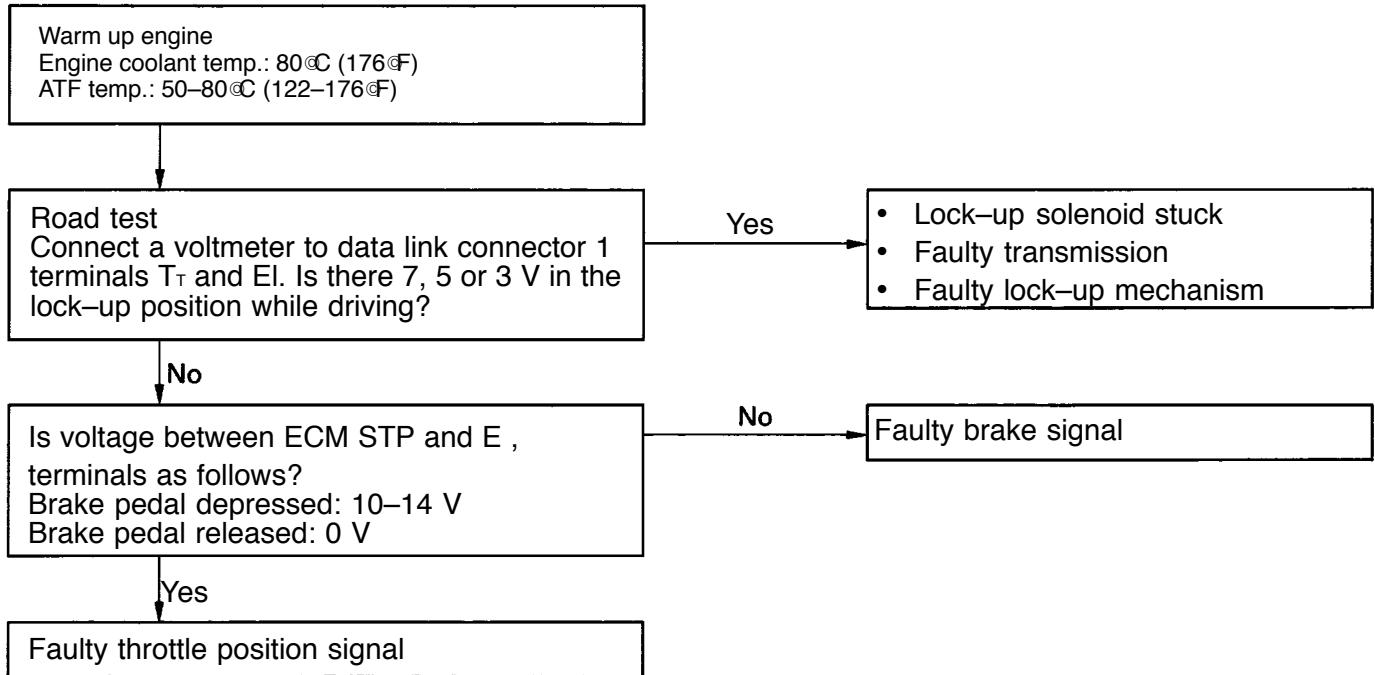 Warm up engine
Engine coolant temp.: 80°C (176°F)
ATF temp.: 50–80°C (122–176°F)
Road test
Connect a voltmeter to data link connector 1
terminals TT and El. Is there 7, 5 or 3 V in the
lock–up position while driving?
Yes
• Lock–up solenoid stuck
• Faulty transmission
• Faulty lock–up mechanism
No
Is voltage between ECM STP and E ,
terminals as follows?
Brake pedal depressed: 10–14 V
Brake pedal released: 0 V
No
Faulty brake signal
Yes
Faulty throttle position signal